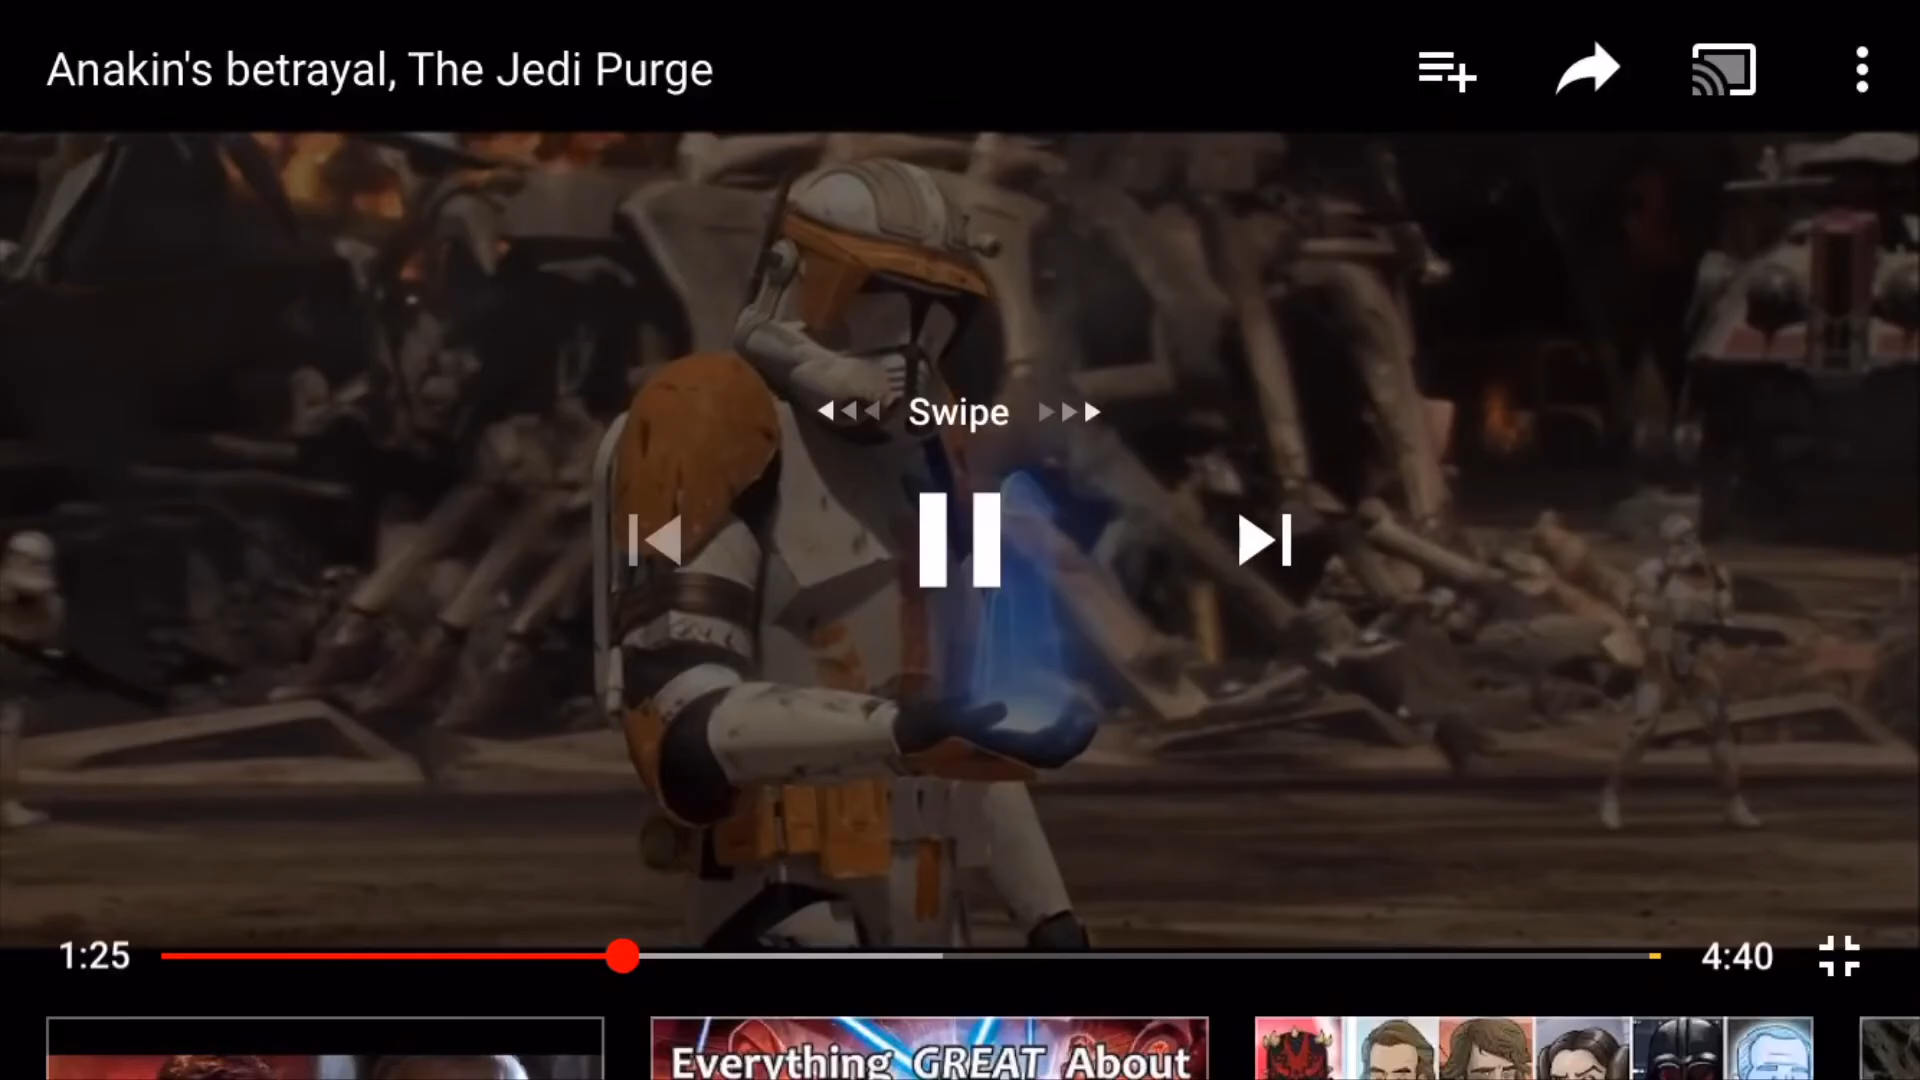 Anakin's betrayal, The Jedi Purge
Swipe
1:25
4:40
Everything GREAT About